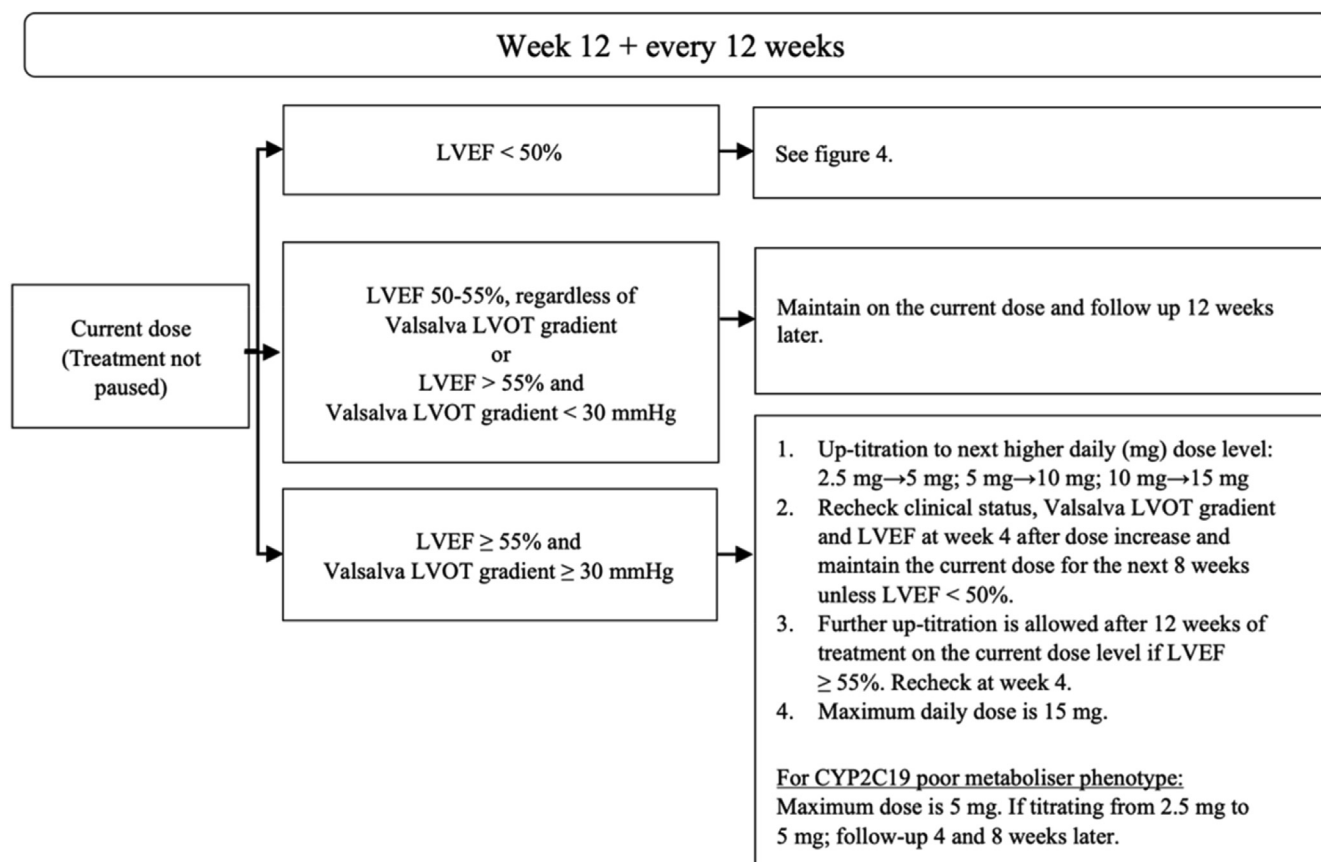 Week 12 + every 12 weeks
LVEF < 50%
See figure 4.
Current dose
(Treatment not
paused)
LVEF 50-55%, regardless of
Valsalva LVOT gradient
or
LVEF > 55% and
Valsalva LVOT gradient < 30 mmHg
Maintain on the current dose and follow up 12 weeks
later.
LVEF ≥ 55% and
Valsalva LVOT gradient ≥ 30 mmHg
1. Up-titration to next higher daily (mg) dose level:
2.5 mg→5 mg; 5 mg→10 mg; 10 mg→15 mg
2. Recheck clinical status, Valsalva LVOT gradient
and LVEF at week 4 after dose increase and
maintain the current dose for the next 8 weeks
unless LVEF < 50%.
3. Further up-titration is allowed after 12 weeks of
treatment on the current dose level if LVEF
≥ 55%. Recheck at week 4.
4. Maximum daily dose is 15 mg.
For CYP2C19 poor metaboliser phenotype:
Maximum dose is 5 mg. If titrating from 2.5 mg to
5 mg; follow-up 4 and 8 weeks later.